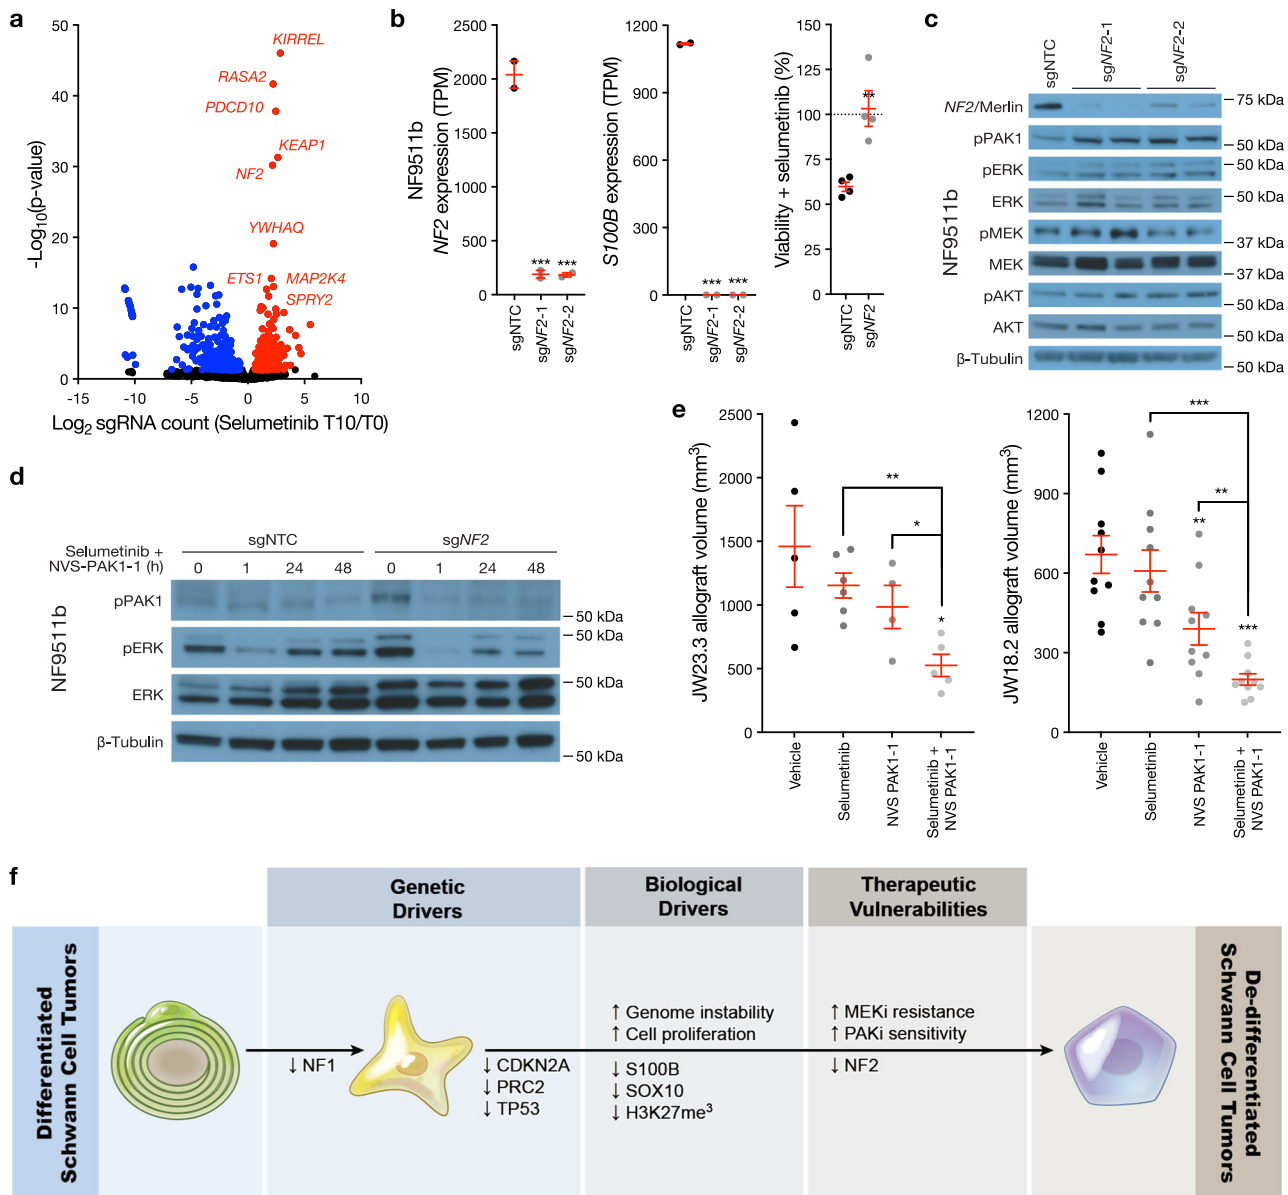 a
50
40
30
20
10
0
-15
-10
-5
0
5
10
-Log10(p-value)
Log2 sgRNA count (Selumetinib T10/T0)
KIRREL
RASA2
PDCD10
KEAP1
NF2
YWHAQ
ETS1
MAP2K4
SPRY2
b
NF9511b
NF2 expression (TPM)
2500
2000
1500
1000
500
0
***
***
sgNTC
sgNF2-1
sgNF2-2
S100B expression (TPM)
1200
900
600
300
0
***
***
sgNTC
sgNF2-1
sgNF2-2
Viability + selumetinib (%)
150
125
100
75
50
25
0
**
sgNTC
sgNF2
c
NF9511b
sgNTC
sgNF2-1
sgNF2-2
NF2/Merlin
75 kDa
pPAK1
50 kDa
pERK
50 kDa
ERK
50 kDa
pMEK
37 kDa
MEK
37 kDa
pAKT
50 kDa
AKT
50 kDa
β-Tubulin
50 kDa
d
NF9511b
sgNTC
sgNF2
Selumetinib +
NVS-PAK1-1 (h)
0
1
24
48
0
1
24
48
pPAK1
50 kDa
pERK
50 kDa
ERK
50 kDa
β-Tubulin
50 kDa
e
JW23.3 allograft volume (mm3)
2500
2000
1500
1000
500
0
**
*
*
Vehicle
Selumetinib
NVS PAK1-1
Selumetinib +
NVS PAK1-1
JW18.2 allograft volume (mm3)
1200
900
600
300
0
***
**
**
***
Vehicle
Selumetinib
NVS PAK1-1
Selumetinib +
NVS PAK1-1
f
Genetic
Drivers
Biological
Drivers
Therapeutic
Vulnerabilities
Differentiated
Schwann Cell Tumors
↓ NF1
↓ CDKN2A
↓ PRC2
↓ TP53
↑ Genome instability
↑ Cell proliferation
↓ S100B
↓ SOX10
↓ H3K27me3
↑ MEKi resistance
↑ PAKi sensitivity
↓ NF2
De-differentiated
Schwann Cell Tumors